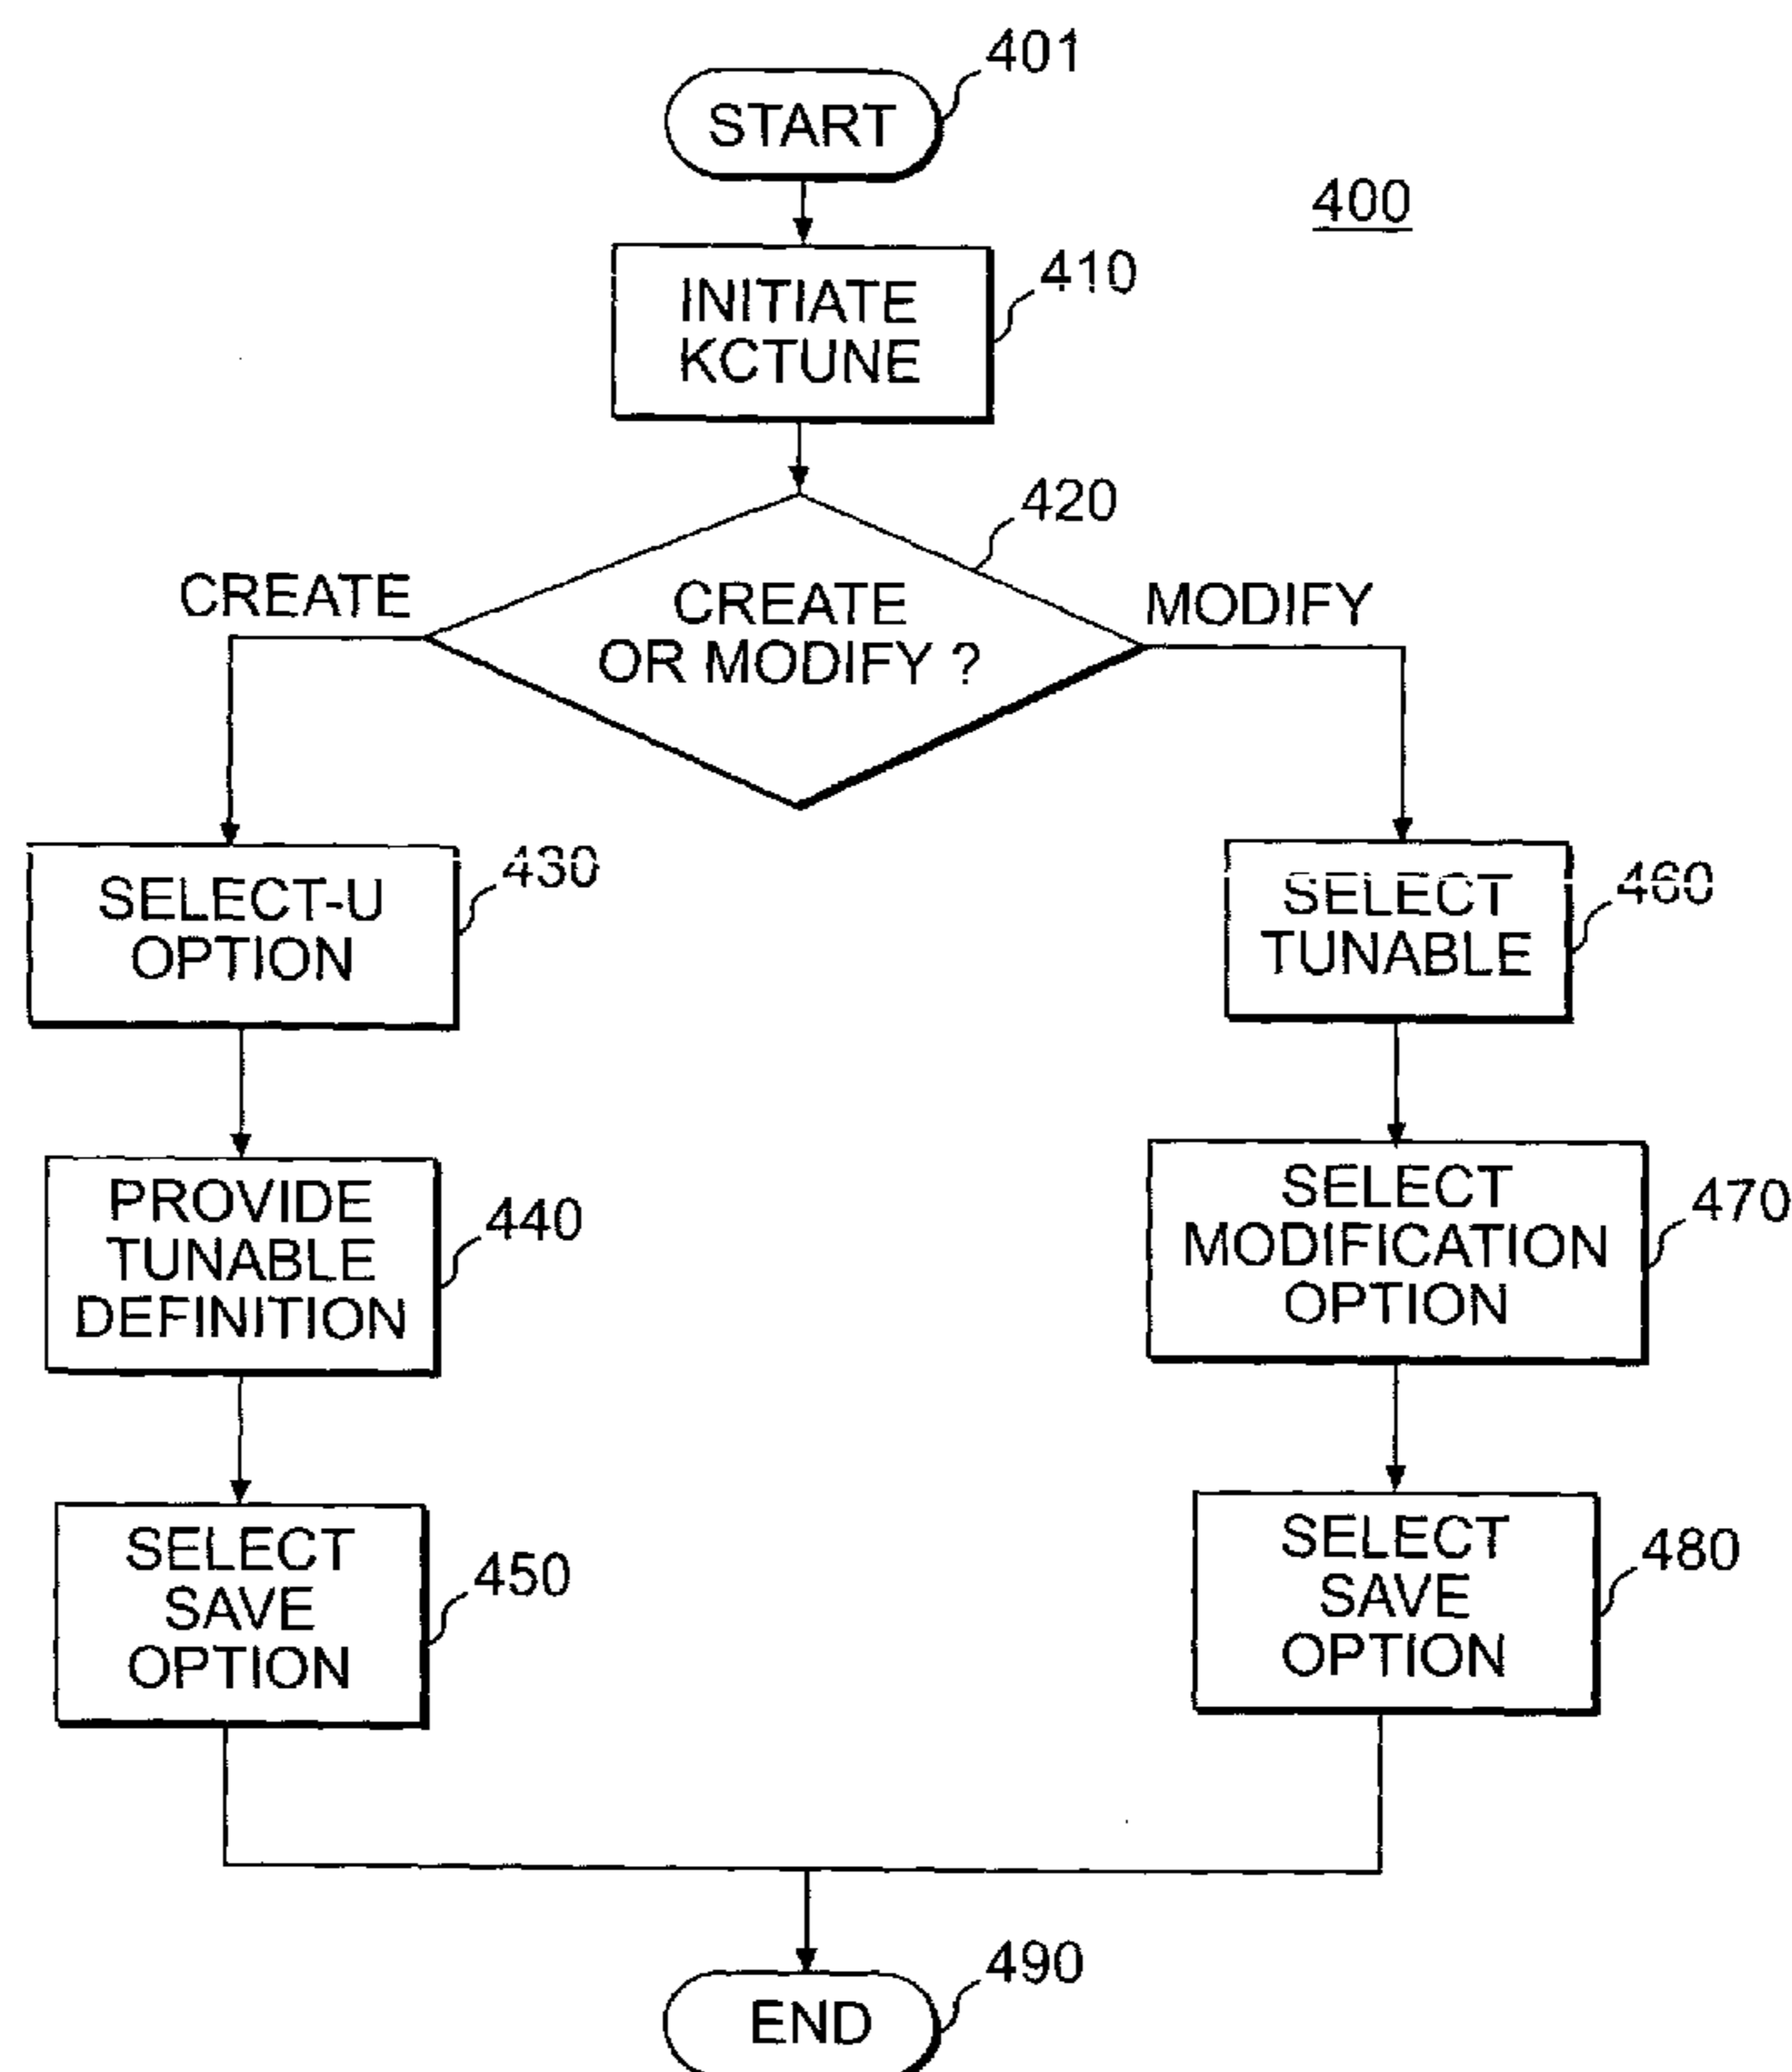 401
START
400
410
INITIATE
KCTUNE
420
CREATE
CREATE
OR MODIFY ?
MODIFY
430
SELECT-U
OPTION
460
SELECT
TUNABLE
440
PROVIDE
TUNABLE
DEFINITION
470
SELECT
MODIFICATION
OPTION
450
SELECT
SAVE
OPTION
480
SELECT
SAVE
OPTION
490
END